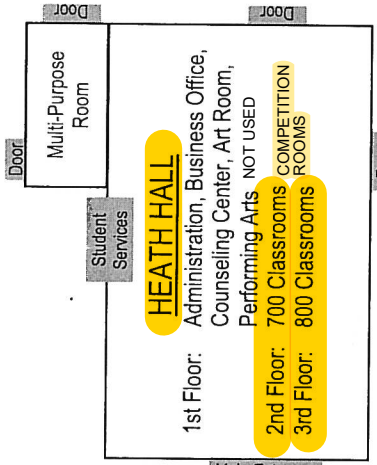 Door
Door
Door
Multi-Purpose
Room
Student
Services
HEATH HALL
1st Floor: Administration, Business Office,
Counseling Center, Art Room,
Performing Arts NOT USED
2nd Floor: 700 Classrooms COMPETITION
3rd Floor: 800 Classrooms ROOMS